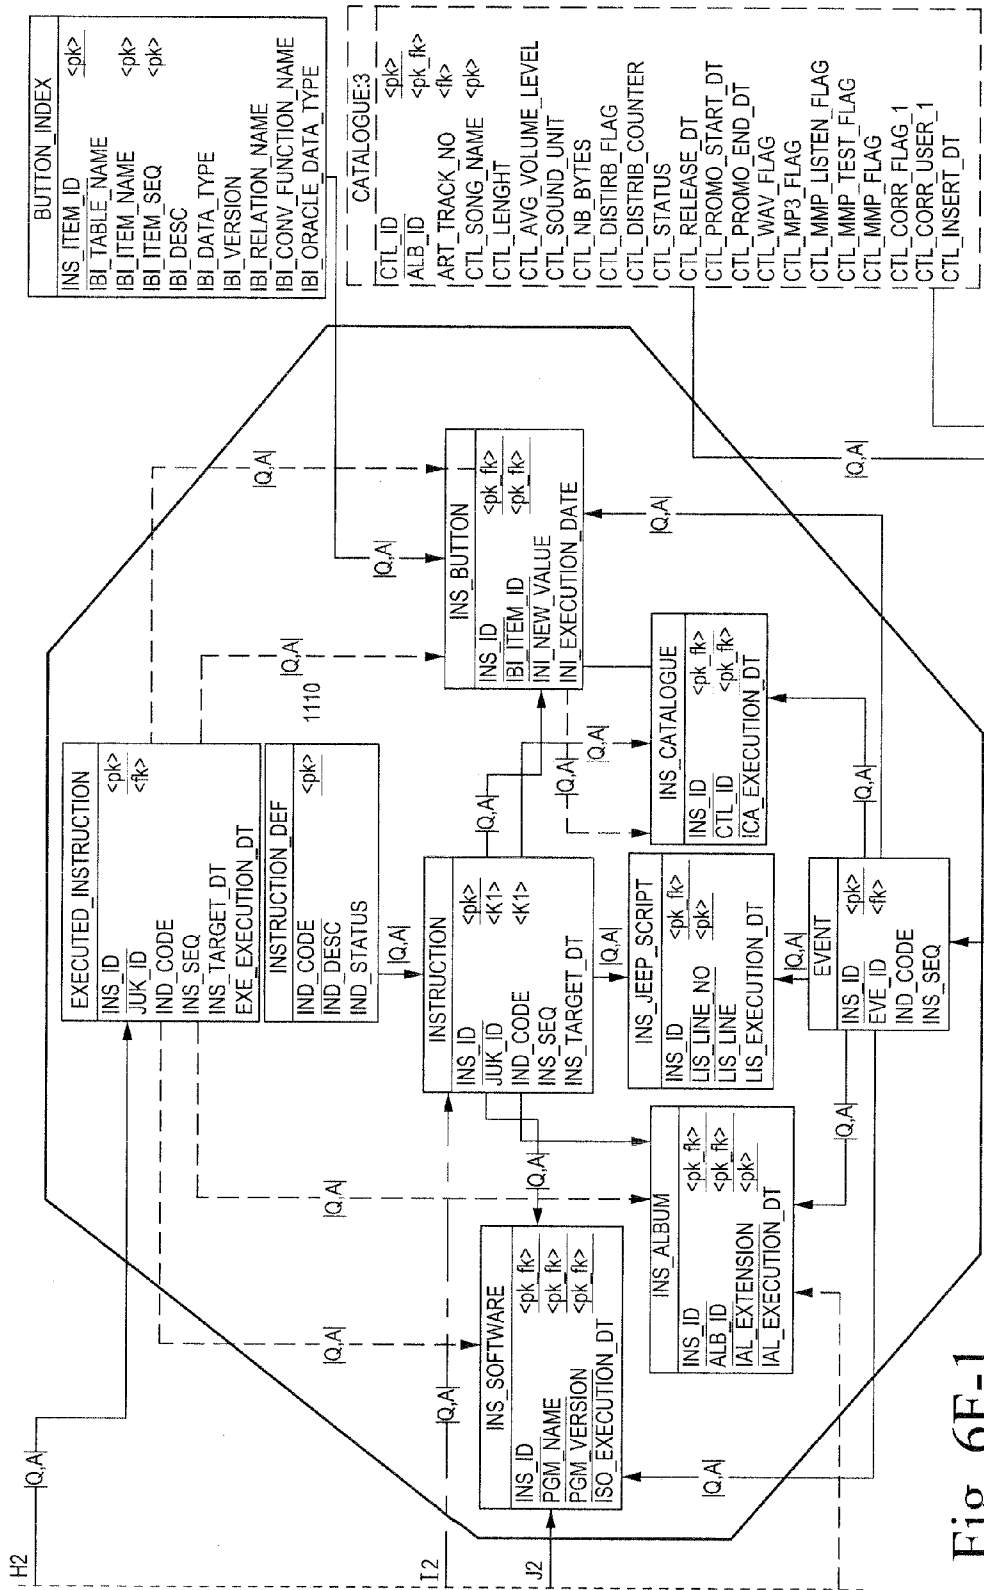 H2
|Q,A|
I2
|Q,A|
J2
EXECUTED_INSTRUCTION
INS_ID <pk>
JUK_ID <fk>
IND_CODE
INS_SEQ
INS_TARGET_DT
EXE_EXECUTION_DT
INSTRUCTION_DEF
IND_CODE <pk>
IND_DESC
IND_STATUS
1110
|Q,A|
|Q,A|
|Q,A|
|Q,A|
|Q,A|
BUTTON_INDEX
INS_ITEM_ID <pk>
IBI_TABLE_NAME
IBI_ITEM_NAME <pk>
IBI_ITEM_SEQ <pk>
IBI_DESC
IBI_DATA_TYPE
IBI_VERSION
IBI_RELATION_NAME
IBI_CONV_FUNCTION_NAME
IBI_ORACLE_DATA_TYPE
|Q,A|
INS_BUTTON
INS_ID <pk_fk>
IBI_ITEM_ID <pk_fk>
INI_NEW_VALUE
INI_EXECUTION_DATE
CATALOGUE:3
CTL_ID <pk>
ALB_ID <pk_fk>
ART_TRACK_NO <fk>
CTL_SONG_NAME <pk>
CTL_LENGHT
CTL_AVG_VOLUME_LEVEL
CTL_SOUND_UNIT
CTL_NB_BYTES
CTL_DISTIRB_FLAG
CTL_DISTRIB_COUNTER
CTL_STATUS
CTL_RELEASE_DT
CTL_PROMO_START_DT
CTL_PROMO_END_DT
CTL_WAV_FLAG
CTL_MP3_FLAG
CTL_MMP_LISTEN_FLAG
CTL_MMP_TEST_FLAG
CTL_MMP_FLAG
CTL_CORR_FLAG_1
CTL_CORR_USER_1
CTL_INSERT_DT
|Q,A|
|Q,A|
INSTRUCTION
INS_ID <pk>
JUK_ID <K1>
IND_CODE <K1>
INS_SEQ
INS_TARGET_DT
|Q,A|
|Q,A|
|Q,A|
|Q,A|
|Q,A|
INS_SOFTWARE
INS_ID <pk_fk>
PGM_NAME <pk_fk>
PGM_VERSION <pk_fk>
ISO_EXECUTION_DT
INS_ALBUM
INS_ID <pk_fk>
ALB_ID <pk_fk>
IAL_EXTENSION <pk>
IAL_EXECUTION_DT
INS_JEEP_SCRIPT
INS_ID <pk_fk>
LIS_LINE_NO <pk>
LIS_LINE
LIS_EXECUTION_DT
INS_CATALOGUE
INS_ID <pk_fk>
CTL_ID <pk_fk>
ICA_EXECUTION_DT
|Q,A|
|Q,A|
|Q,A|
|Q,A|
EVENT
INS_ID <pk>
EVE_ID <fk>
IND_CODE
INS_SEQ
Fig. 6F-1